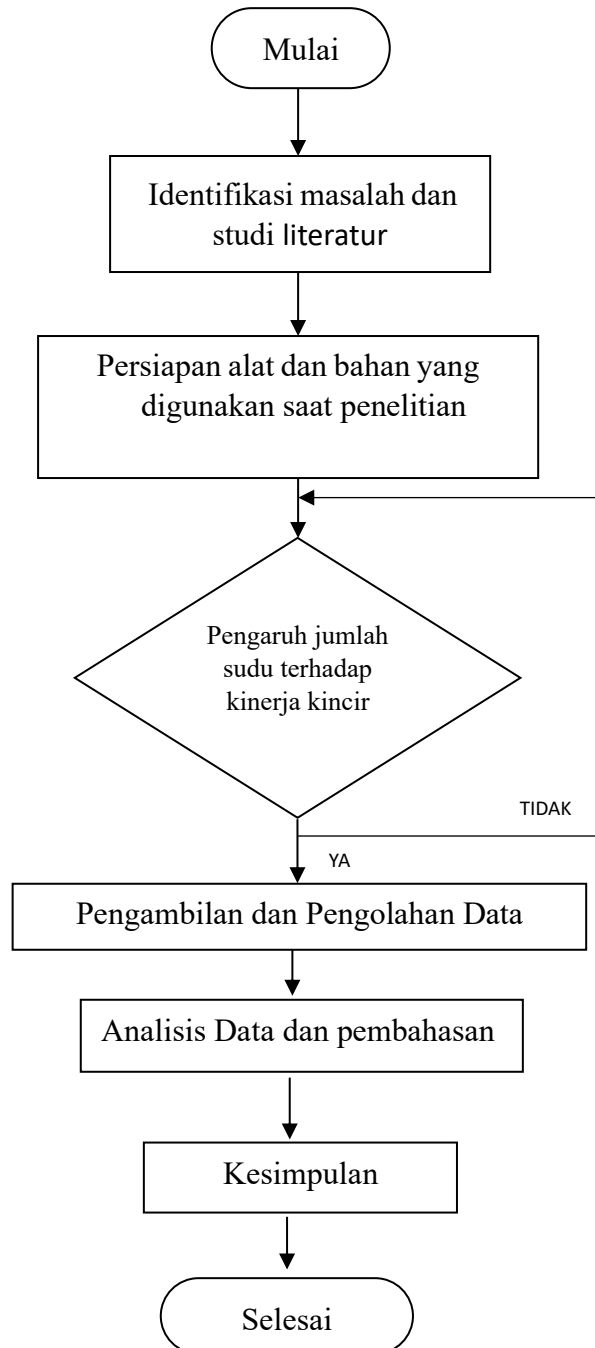 Mulai
Identifikasi masalah dan
studi literatur
Persiapan alat dan bahan yang
digunakan saat penelitian
Pengaruh jumlah
sudu terhadap
kinerja kincir
TIDAK
YA
Pengambilan dan Pengolahan Data
Analisis Data dan pembahasan
Kesimpulan
Selesai